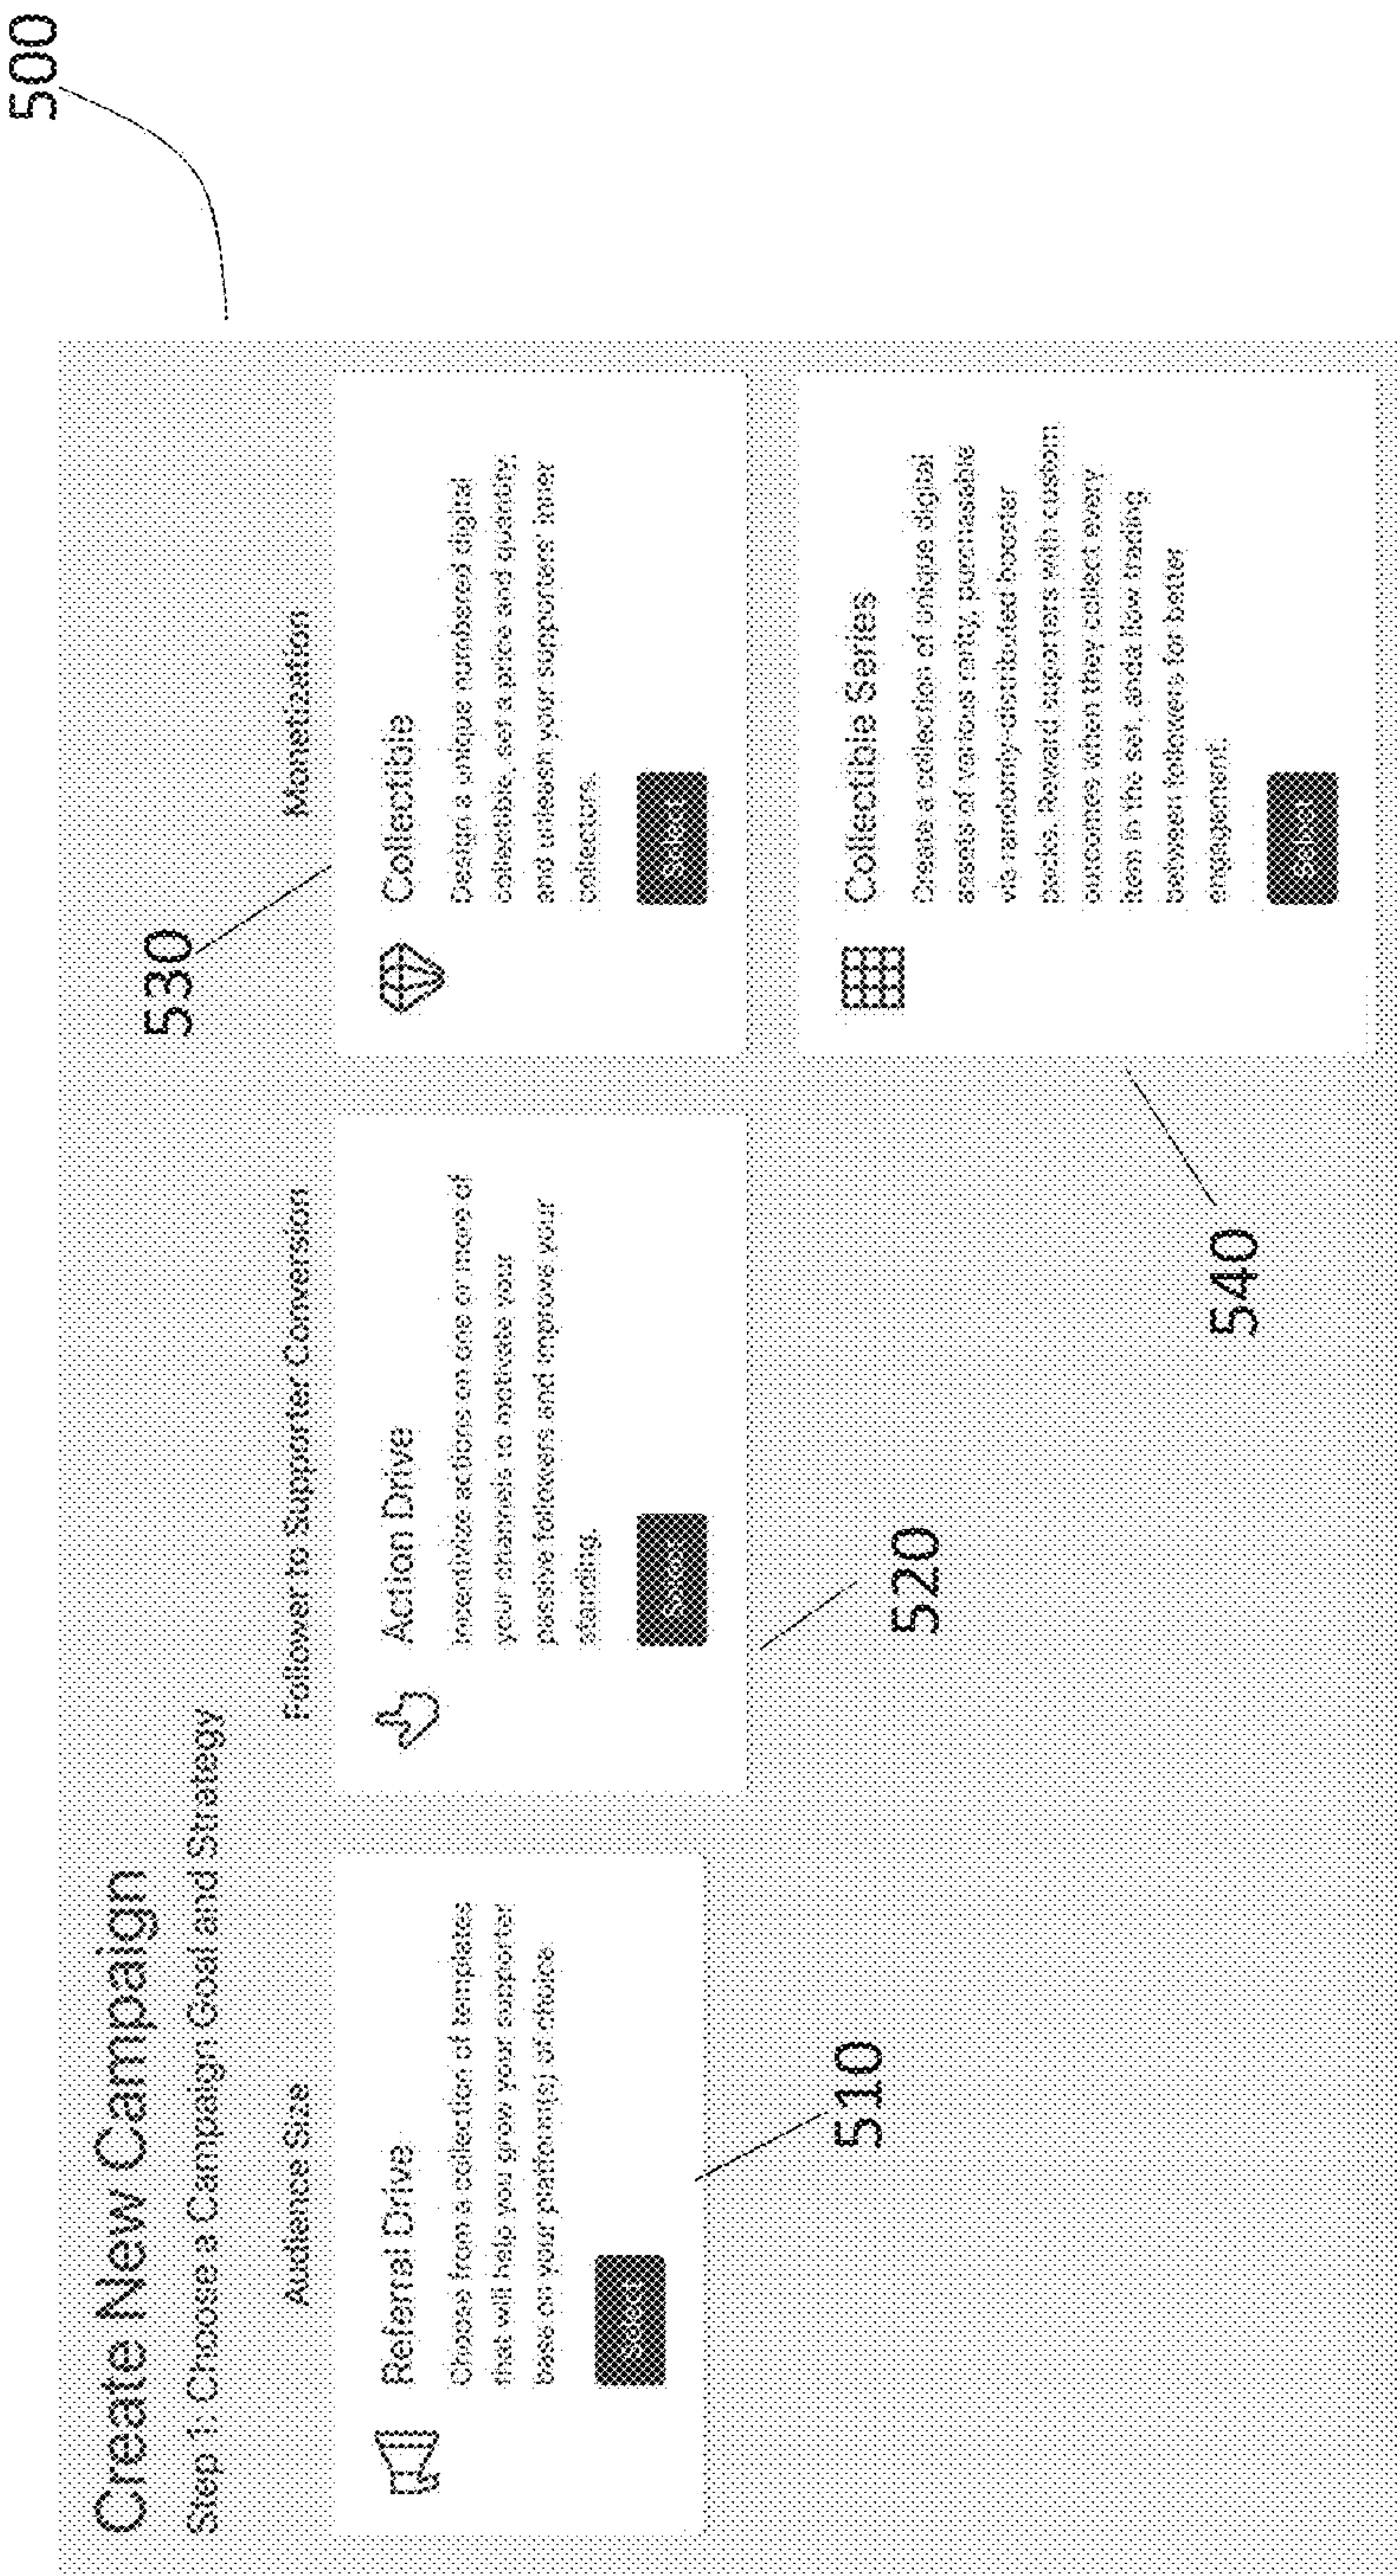 500
Create New Campaign
Step 1: Choose a Campaign Goal and Strategy
Audience Size
Referral Drive
Choose from a collection of templates
that will help you grow your supporter
base on your platform(s) of choice.
Select
510
Follower to Supporter Conversion
Action Drive
Incentivize actions on one or more of
your channels to motivate your
passive followers and improve your
standing.
Select
520
Monetization
530
Collectible
Design a unique numbered digital
collectible, set a price and quantity,
and unleash your supporters' inner
collectors.
Select
Collectible Series
Create a collection of unique digital
assets of various rarity, purchasable
via randomly-distributed booster
packs. Reward supporters with custom
outcomes when they collect every
item in the set, anda llow trading
between followers for better
engagement.
Select
540